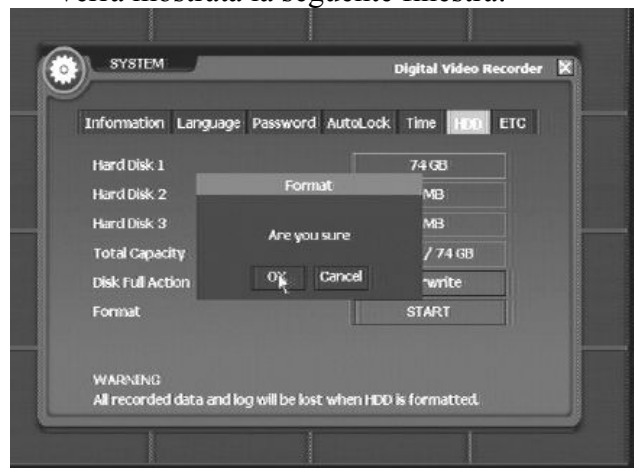 verrà mostrata la seguente finestra:
SYSTEM
Digital Video Recorder
Information Language Password AutoLock Time HDD ETC
Hard Disk 1 74 GB
Format
Hard Disk 2 MB
Hard Disk 3 MB
Are you sure
Total Capacity / 74 GB
OK Cancel
Disk Full Action write
Format START
WARNING
All recorded data and log will be lost when HDD is formatted.